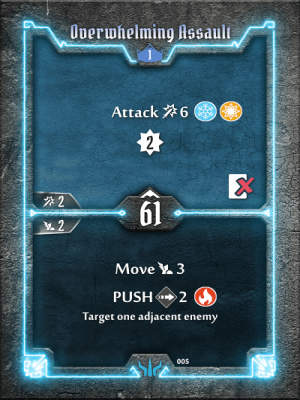 Overwhelming Assault
1
Attack 6
2
2
61
2
Move 3
PUSH 2
Target one adjacent enemy
005